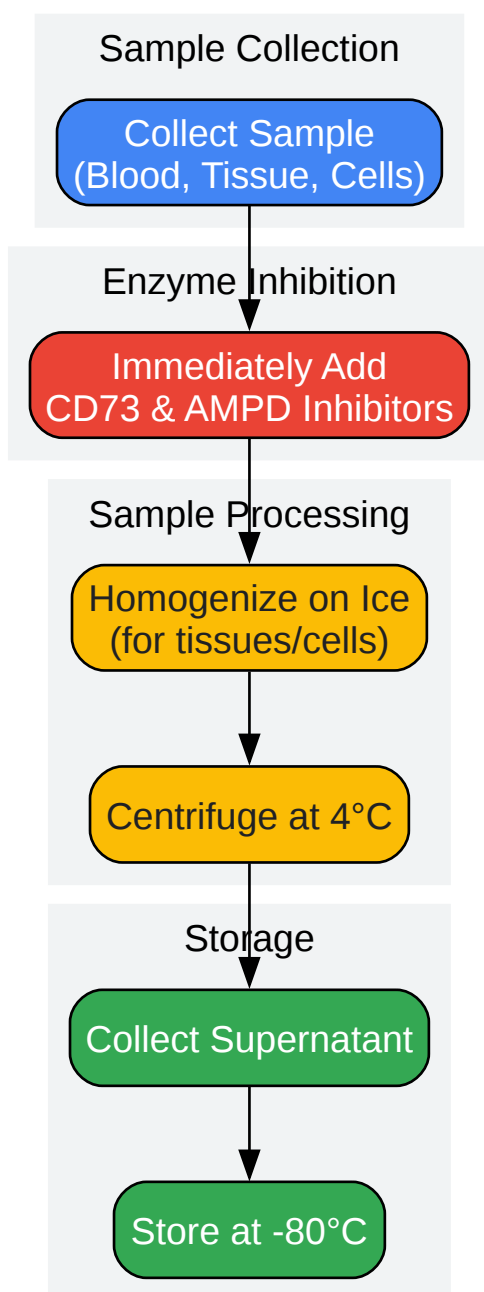 Sample Collection
Collect Sample
(Blood, Tissue, Cells)
Enzyme Inhibition
Immediately Add
CD73 & AMPD Inhibitors
Sample Processing
Homogenize on Ice
(for tissues/cells)
Centrifuge at 4°C
Storage
Collect Supernatant
Store at -80°C